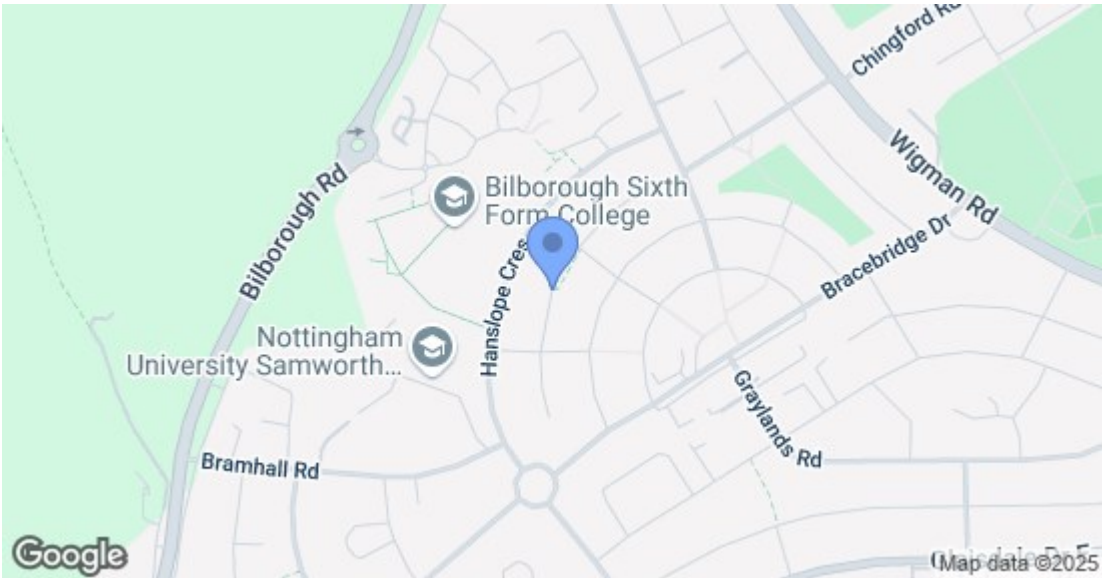 Chingford Rd
Wigman Rd
Bilborough Sixth
Form College
Bilborough Rd
Hanslope Cres
Bracebridge Dr
Nottingham
University Samworth...
Graylands Rd
Bramhall Rd
Google
Map data ©2025